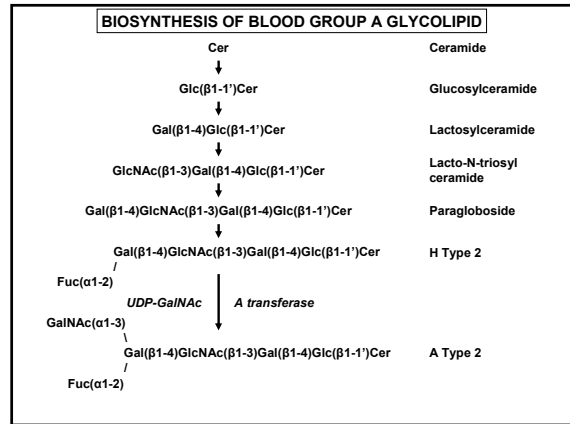 BIOSYNTHESIS OF BLOOD GROUP A GLYCOLIPID
Cer Ceramide
Glc(β1-1')Cer Glucosylceramide
Gal(β1-4)Glc(β1-1')Cer Lactosylceramide
GlcNAc(β1-3)Gal(β1-4)Glc(β1-1')Cer Lacto-N-triosyl
ceramide
Gal(β1-4)GlcNAc(β1-3)Gal(β1-4)Glc(β1-1')Cer Paragloboside
Gal(β1-4)GlcNAc(β1-3)Gal(β1-4)Glc(β1-1')Cer H Type 2
/
Fuc(α1-2)
UDP-GalNAc A transferase
GalNAc(α1-3)
\
Gal(β1-4)GlcNAc(β1-3)Gal(β1-4)Glc(β1-1')Cer A Type 2
/
Fuc(α1-2)